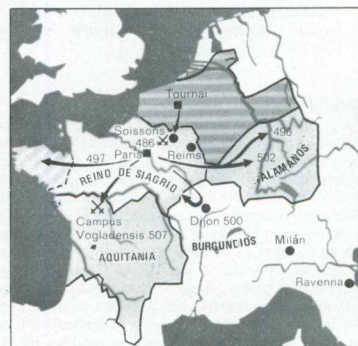 Tournai
Soissons
486
496
Reims
Paris
502
497
REINO DE SIAGRIO
ALAMANOS
Campus
Vogladensis 507
Dijon 500
BURGUNCIOS
Milán
AQUITANIA
Ravenna